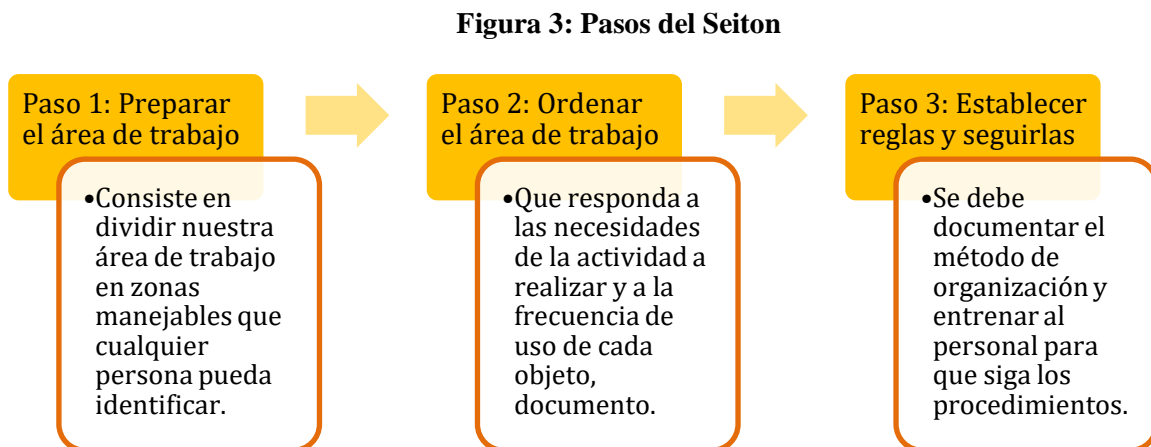 Figura 3: Pasos del Seiton
Paso 1: Preparar
el área de trabajo
•Consiste en
dividir nuestra
área de trabajo
en zonas
manejables que
cualquier
persona pueda
identificar.
Paso 2: Ordenar
el área de trabajo
•Que responda a
las necesidades
de la actividad a
realizar y a la
frecuencia de
uso de cada
objeto,
documento.
Paso 3: Establecer
reglas y seguirlas
•Se debe
documentar el
método de
organización y
entrenar al
personal para
que siga los
procedimientos.